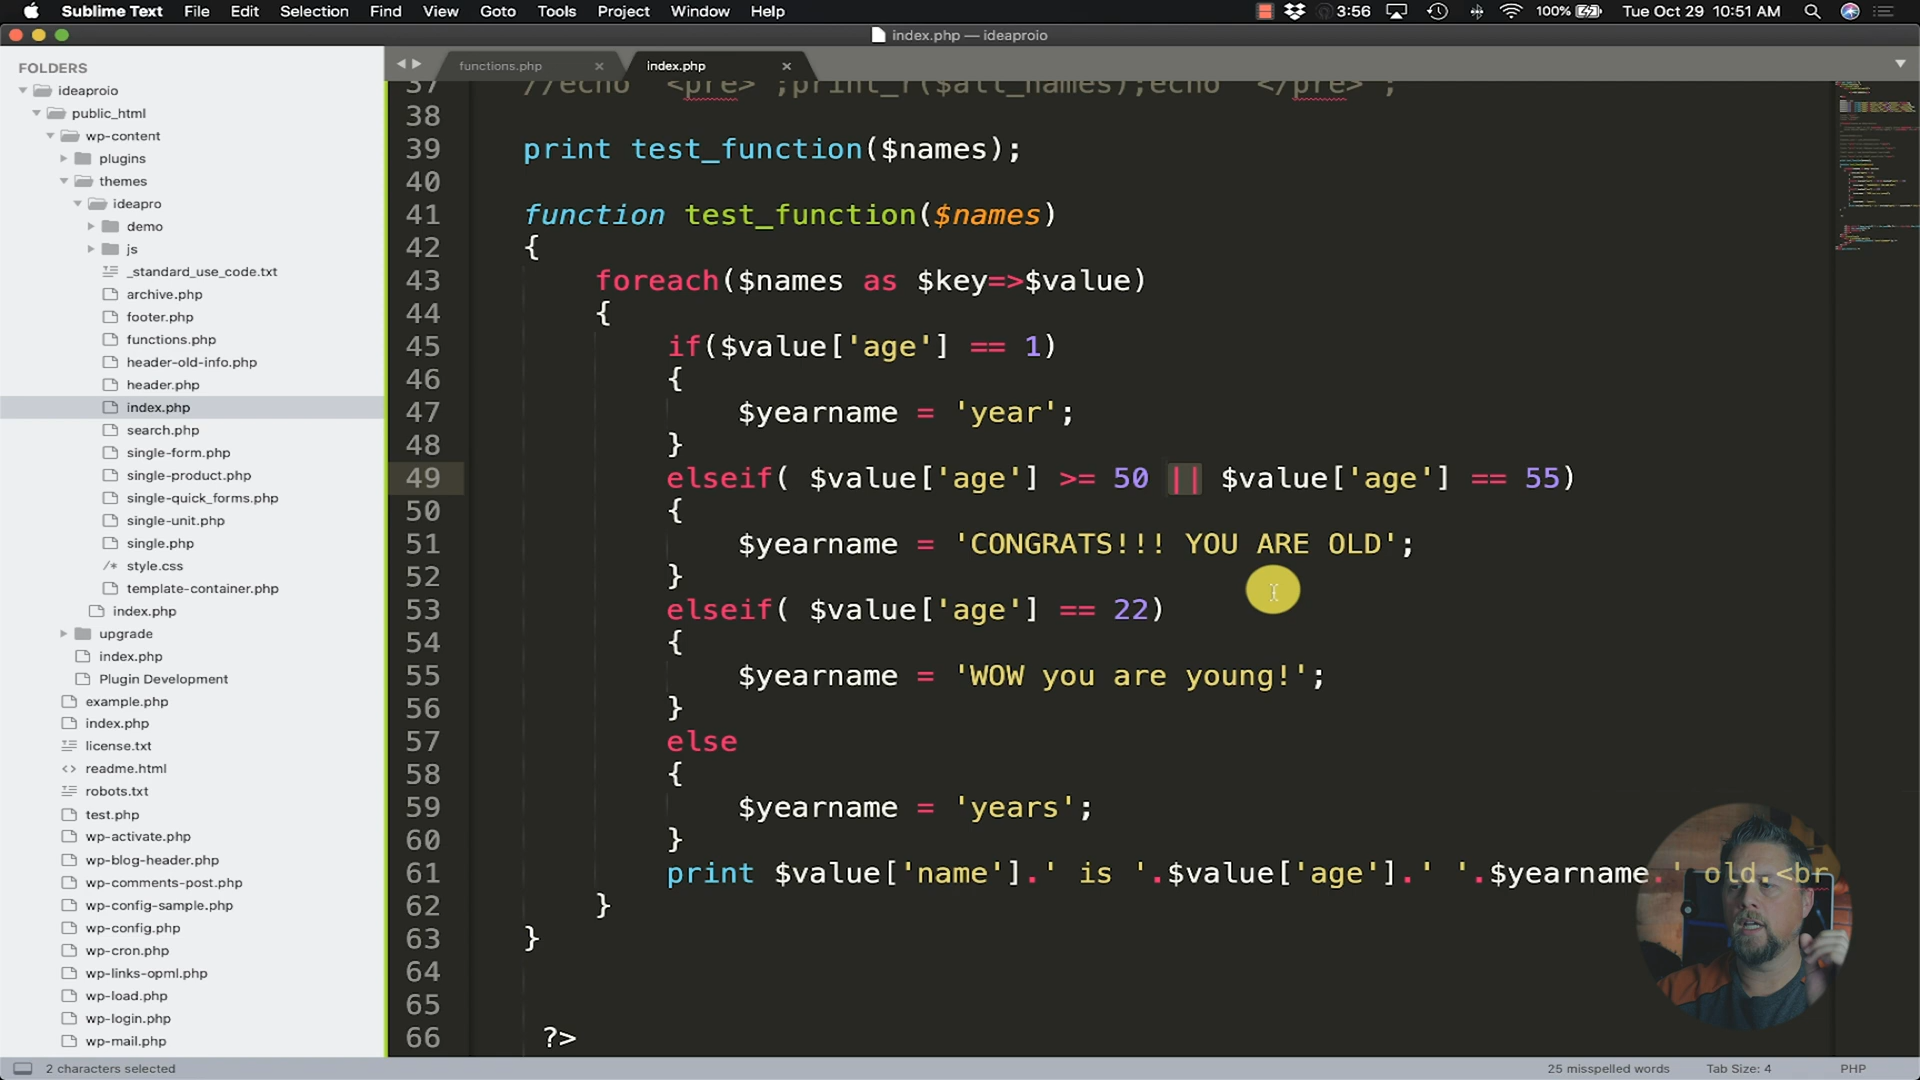 Sublime Text File Edit Selection Find View Goto Tools Project Window Help 3:56 100% Tue Oct 29 10:51 AM
index.php — ideaproio
FOLDERS
ideaproio
public_html
wp-content
plugins
themes
ideapro
demo
js
_standard_use_code.txt
archive.php
footer.php
functions.php
header-old-info.php
header.php
index.php
search.php
single-form.php
single-product.php
single-quick_forms.php
single-unit.php
single.php
/* style.css
template-container.php
index.php
upgrade
index.php
Plugin Development
example.php
index.php
license.txt
<> readme.html
robots.txt
test.php
wp-activate.php
wp-blog-header.php
wp-comments-post.php
wp-config-sample.php
wp-config.php
wp-cron.php
wp-links-opml.php
wp-load.php
wp-login.php
wp-mail.php
functions.php × index.php ×
37 //echo '<pre>';print_r($all_names);echo '</pre>';
38
39 print test_function($names);
40
41 function test_function($names)
42 {
43 foreach($names as $key=>$value)
44 {
45 if($value['age'] == 1)
46 {
47 $yearname = 'year';
48 }
49 elseif( $value['age'] >= 50 || $value['age'] == 55)
50 {
51 $yearname = 'CONGRATS!!! YOU ARE OLD';
52 }
53 elseif( $value['age'] == 22)
54 {
55 $yearname = 'WOW you are young!';
56 }
57 else
58 {
59 $yearname = 'years';
60 }
61 print $value['name'].' is '.$value['age'].' '.$yearname.' old.<br
62 }
63 }
64
65
66 ?>
2 characters selected 25 misspelled words Tab Size: 4 PHP